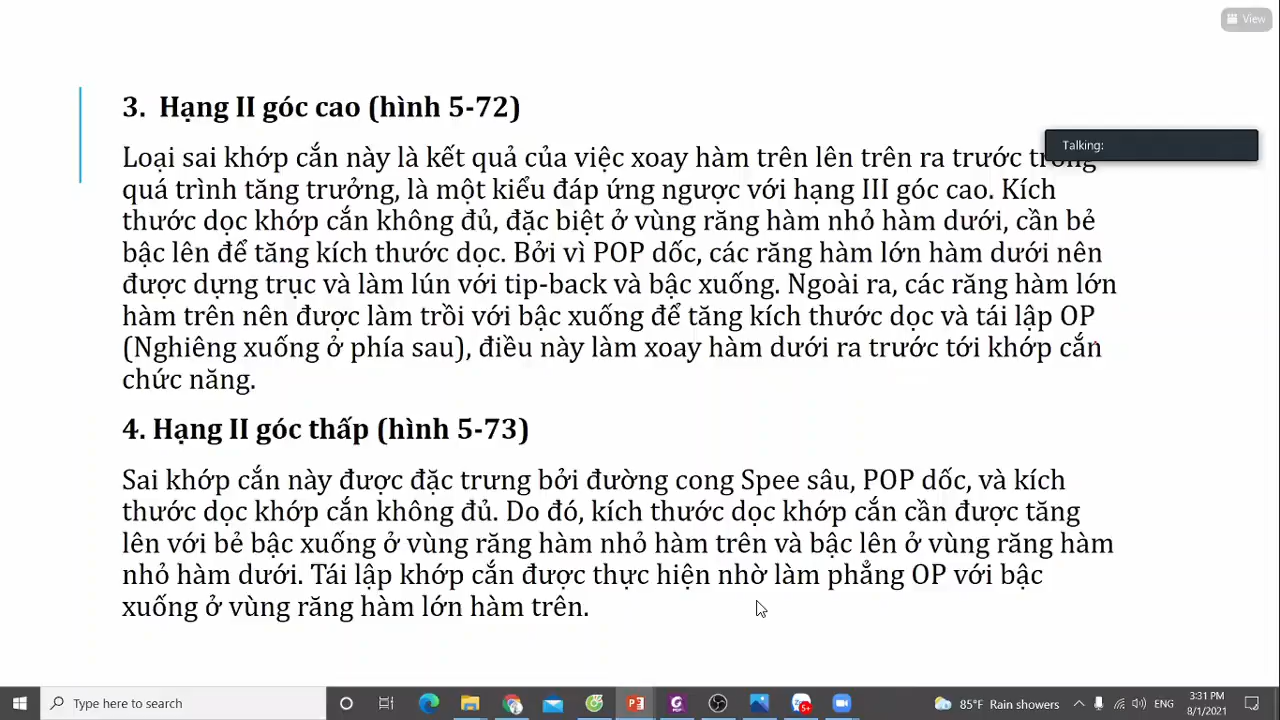 View
3. Hạng II góc cao (hình 5-72)
Talking:
Loại sai khớp cắn này là kết quả của việc xoay hàm trên lên trên ra trước trong
quá trình tăng trưởng, là một kiểu đáp ứng ngược với hạng III góc cao. Kích
thước dọc khớp cắn không đủ, đặc biệt ở vùng răng hàm nhỏ hàm dưới, cần bẻ
bậc lên để tăng kích thước dọc. Bởi vì POP dốc, các răng hàm lớn hàm dưới nên
được dựng trục và làm lún với tip-back và bậc xuống. Ngoài ra, các răng hàm lớn
hàm trên nên được làm trồi với bậc xuống để tăng kích thước dọc và tái lập OP
(Nghiêng xuống ở phía sau), điều này làm xoay hàm dưới ra trước tới khớp cắn
chức năng.
4. Hạng II góc thấp (hình 5-73)
Sai khớp cắn này được đặc trưng bởi đường cong Spee sâu, POP dốc, và kích
thước dọc khớp cắn không đủ. Do đó, kích thước dọc khớp cắn cần được tăng
lên với bẻ bậc xuống ở vùng răng hàm nhỏ hàm trên và bậc lên ở vùng răng hàm
nhỏ hàm dưới. Tái lập khớp cắn được thực hiện nhờ làm phẳng OP với bậc
xuống ở vùng răng hàm lớn hàm trên.
Type here to search
85°F Rain showers
ENG
3:31 PM
8/1/2021